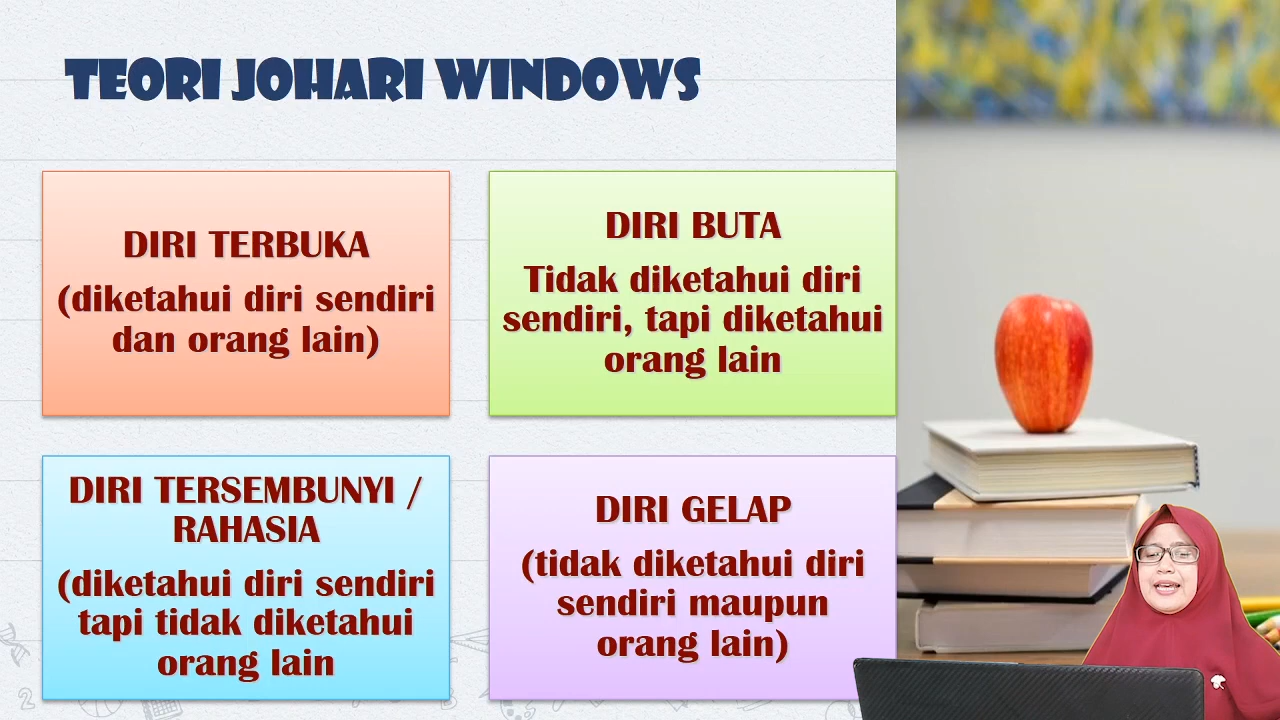 TEORI JOHARI WINDOWS
DIRI TERBUKA
(diketahui diri sendiri
dan orang lain)
DIRI BUTA
Tidak diketahui diri
sendiri, tapi diketahui
orang lain
DIRI TERSEMBUNYI /
RAHASIA
(diketahui diri sendiri
tapi tidak diketahui
orang lain
DIRI GELAP
(tidak diketahui diri
sendiri maupun
orang lain)